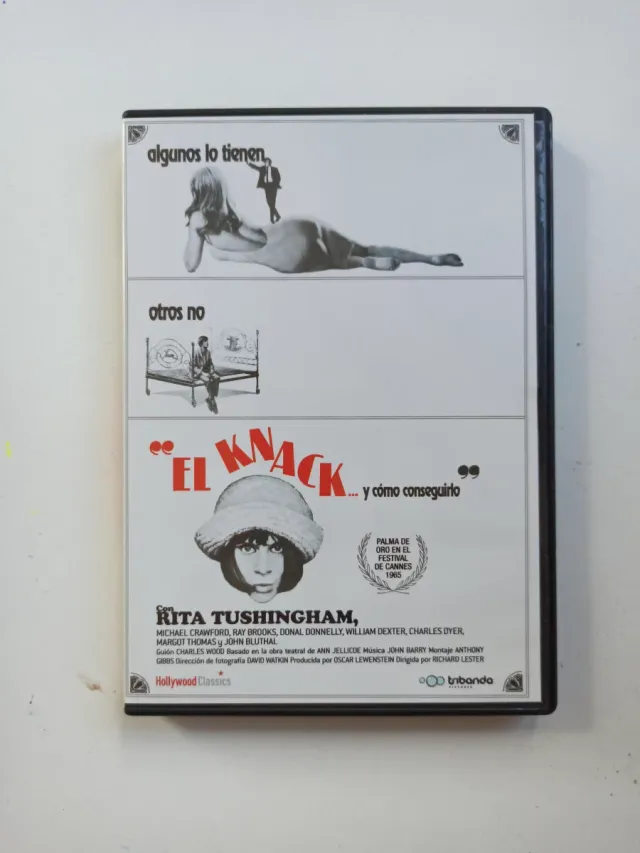 algunos lo tienen
otros no
"EL KNACK... y cómo conseguirlo"
PALMA DE
ORO EN EL
FESTIVAL
DE CANNES
1965
Con
RITA TUSHINGHAM,
MICHAEL CRAWFORD, RAY BROOKS, DONAL DONNELLY, WILLIAM DEXTER, CHARLES DYER,
MARGOT THOMAS y JOHN BLUTHAL
Guión CHARLES WOOD Basado en la obra teatral de ANN JELLICOE Música JOHN BARRY Montaje ANTHONY
GIBBS Dirección de fotografía DAVID WATKIN Producida por OSCAR LEWENSTEIN Dirigida por RICHARD LESTER
HollywoodClassics
tribanda
PICTURES